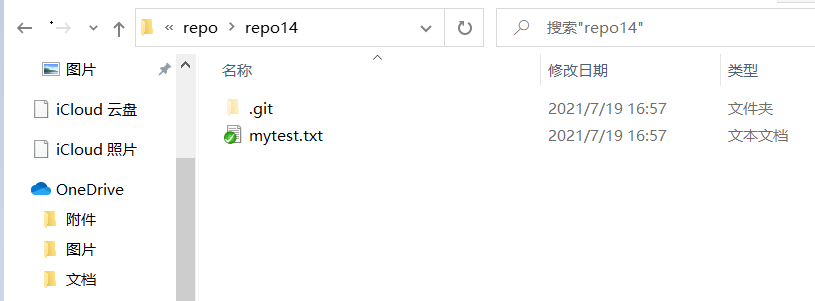 « repo › repo14
搜索"repo14"
名称 修改日期 类型
.git 2021/7/19 16:57 文件夹
mytest.txt 2021/7/19 16:57 文本文档
图片
iCloud 云盘
iCloud 照片
OneDrive
附件
图片
文档